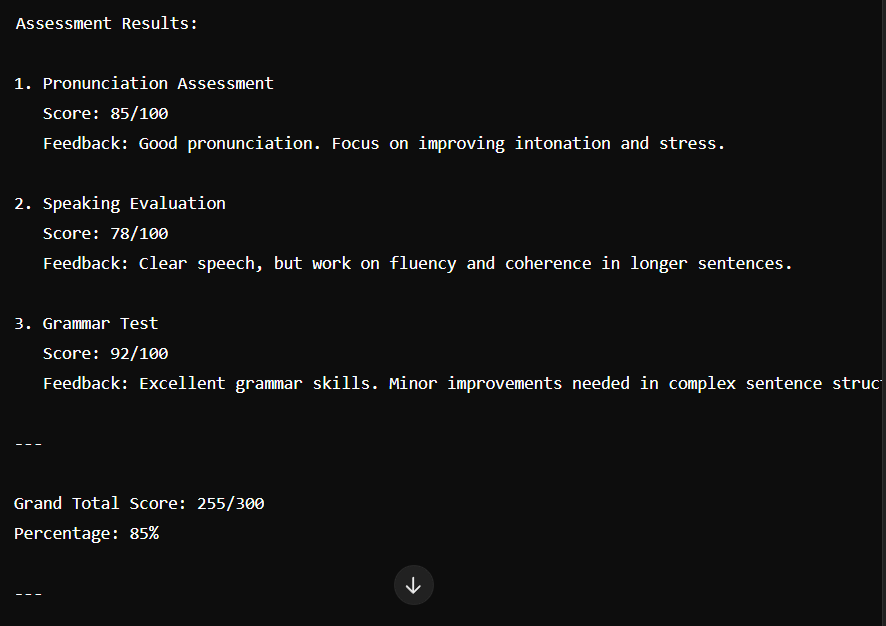 Assessment Results:
1. Pronunciation Assessment
Score: 85/100
Feedback: Good pronunciation. Focus on improving intonation and stress.
2. Speaking Evaluation
Score: 78/100
Feedback: Clear speech, but work on fluency and coherence in longer sentences.
3. Grammar Test
Score: 92/100
Feedback: Excellent grammar skills. Minor improvements needed in complex sentence
---
Grand Total Score: 255/300
Percentage: 85%
---